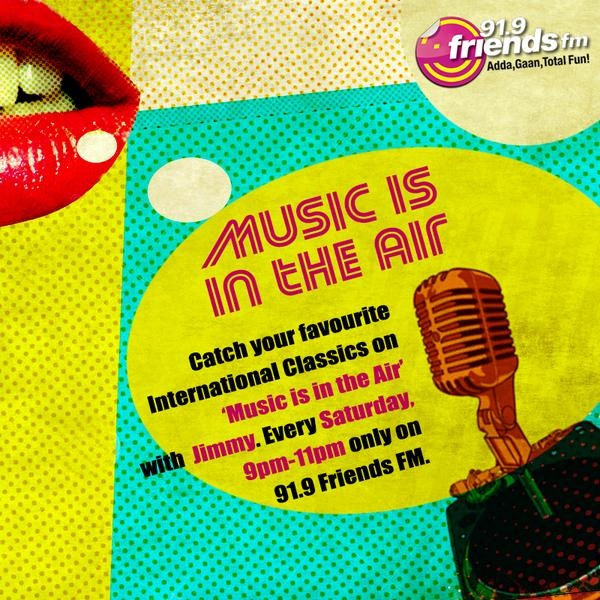 91.9
friends fm
Adda,Gaan,Total Fun!
MUSIC IS
IN THE AIR
Catch your favourite
International Classics on
‘Music is in the Air’
with Jimmy. Every Saturday,
9pm-11pm only on
91.9 Friends FM.